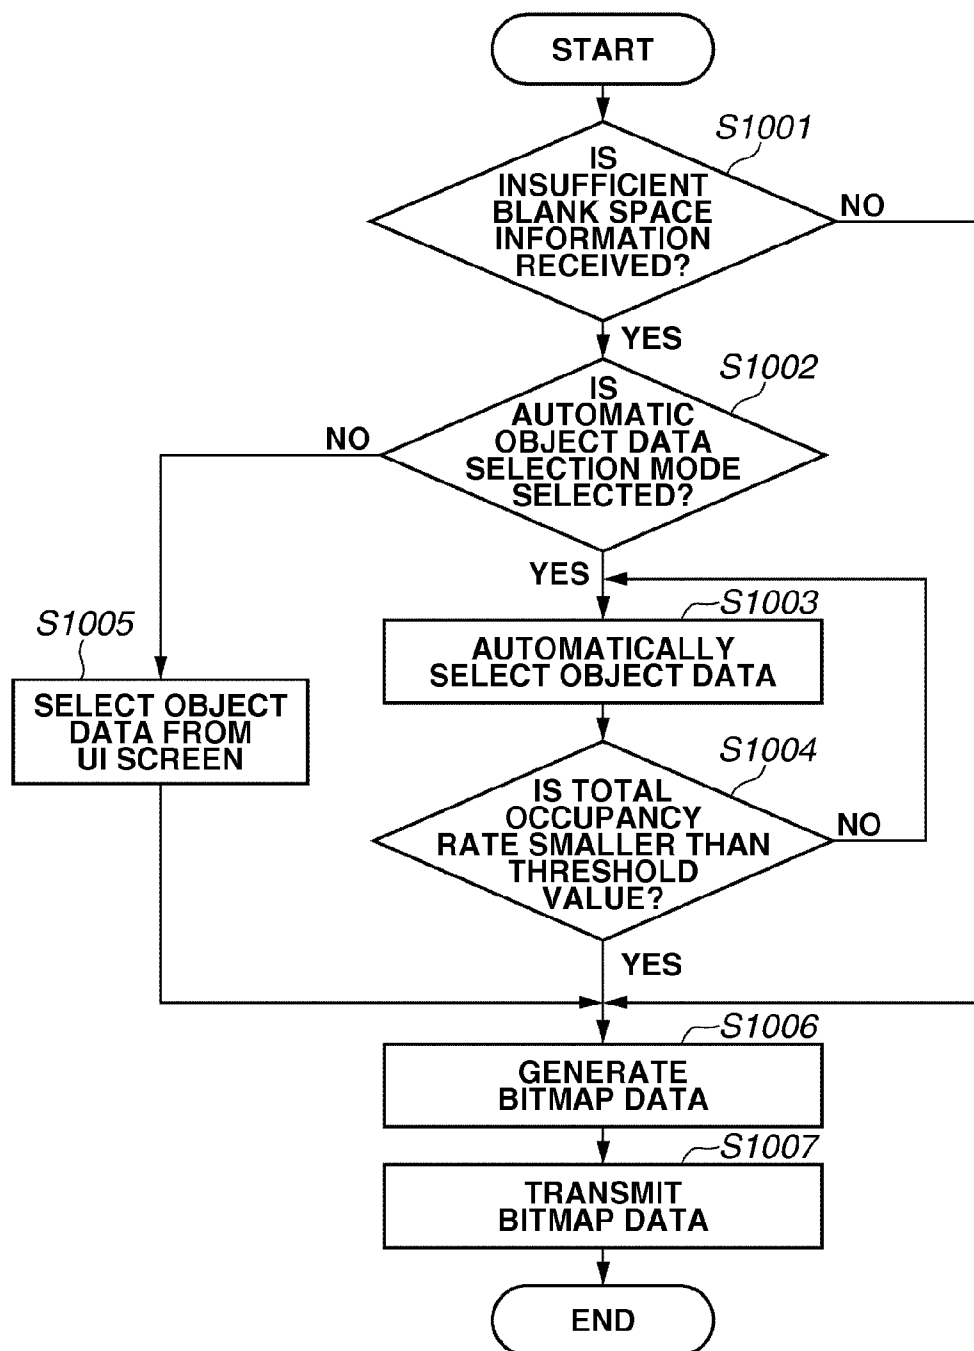 START
S1001
IS
INSUFFICIENT
BLANK SPACE
INFORMATION
RECEIVED?
NO
YES
S1002
IS
AUTOMATIC
OBJECT DATA
SELECTION MODE
SELECTED?
NO
YES
S1003
AUTOMATICALLY
SELECT OBJECT DATA
S1005
SELECT OBJECT
DATA FROM
UI SCREEN
S1004
IS TOTAL
OCCUPANCY
RATE SMALLER THAN
THRESHOLD
VALUE?
NO
YES
S1006
GENERATE
BITMAP DATA
S1007
TRANSMIT
BITMAP DATA
END